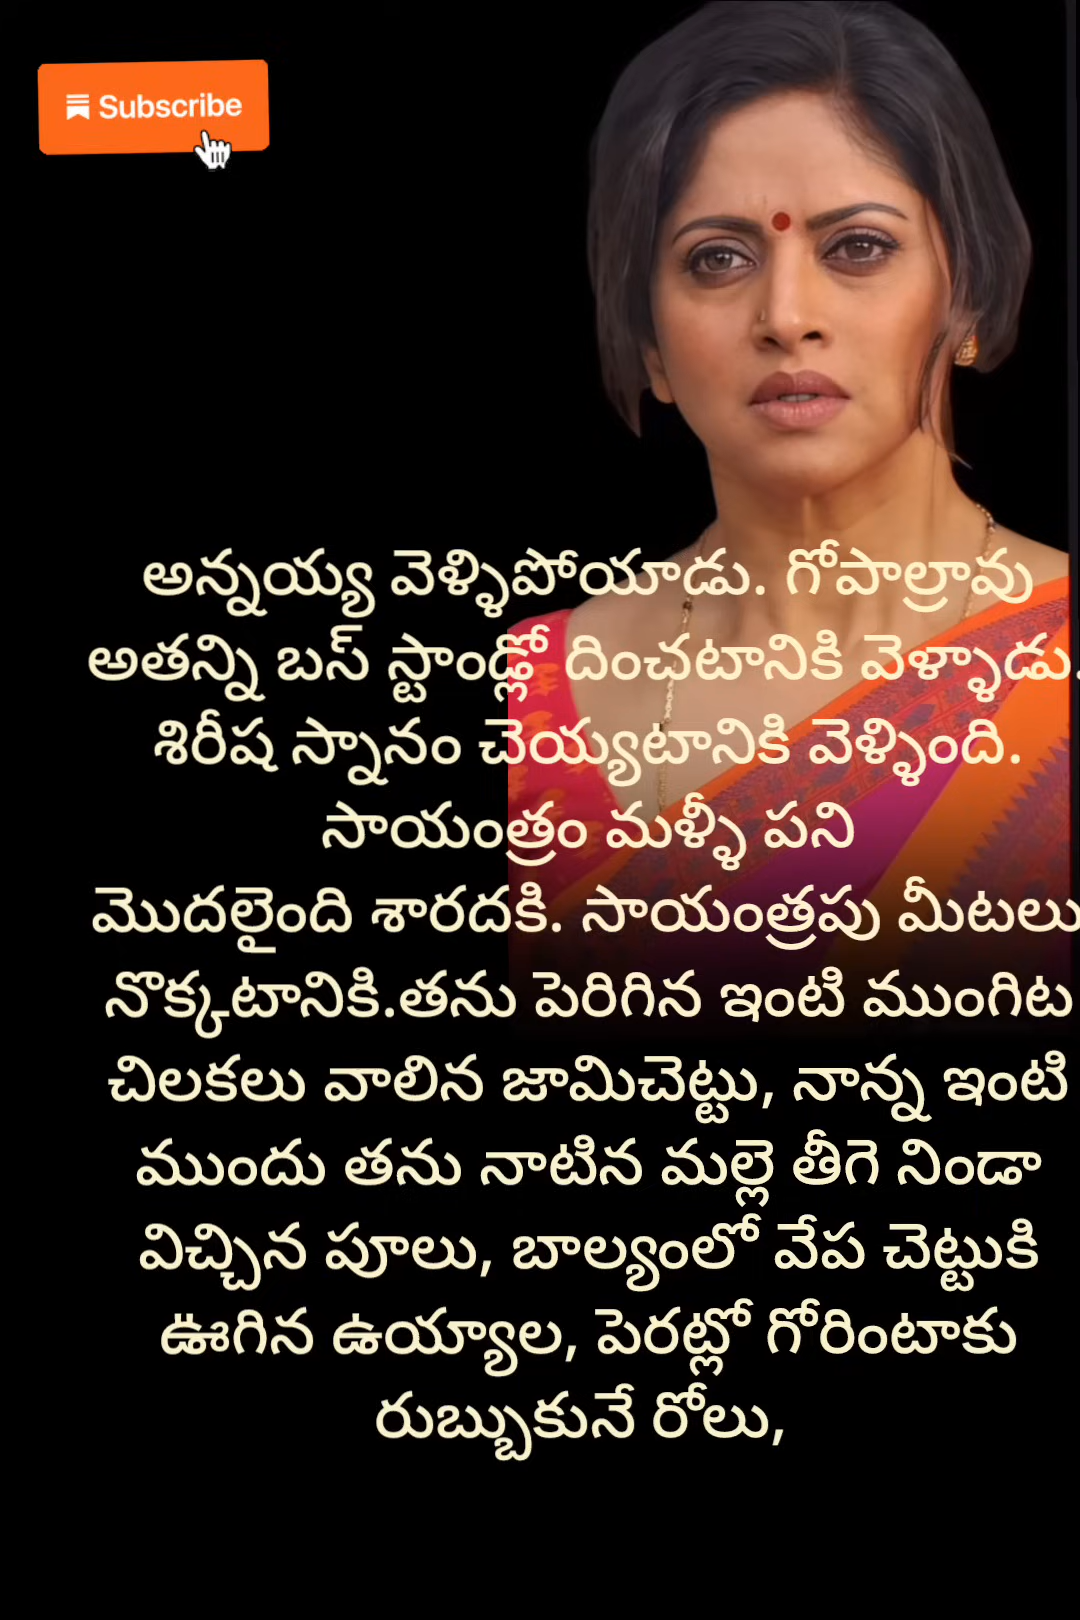 Subscribe
అన్నయ్య వెళ్ళిపోయాడు. గోపాల్రావు
అతన్ని బస్ స్టాండ్లో దించటానికి వెళ్ళాడు.
శిరీష స్నానం చెయ్యటానికి వెళ్ళింది.
సాయంత్రం మళ్ళీ పని
మొదలైంది శారదకి. సాయంత్రపు మీటలు
నొక్కటానికి.తను పెరిగిన ఇంటి ముంగిట
చిలకలు వాలిన జామిచెట్టు, నాన్న ఇంటి
ముందు తను నాటిన మల్లె తీగె నిండా
విచ్చిన పూలు, బాల్యంలో వేప చెట్టుకి
ఊగిన ఉయ్యాల, పెరట్లో గోరింటాకు
రుబ్బుకునే రోలు,